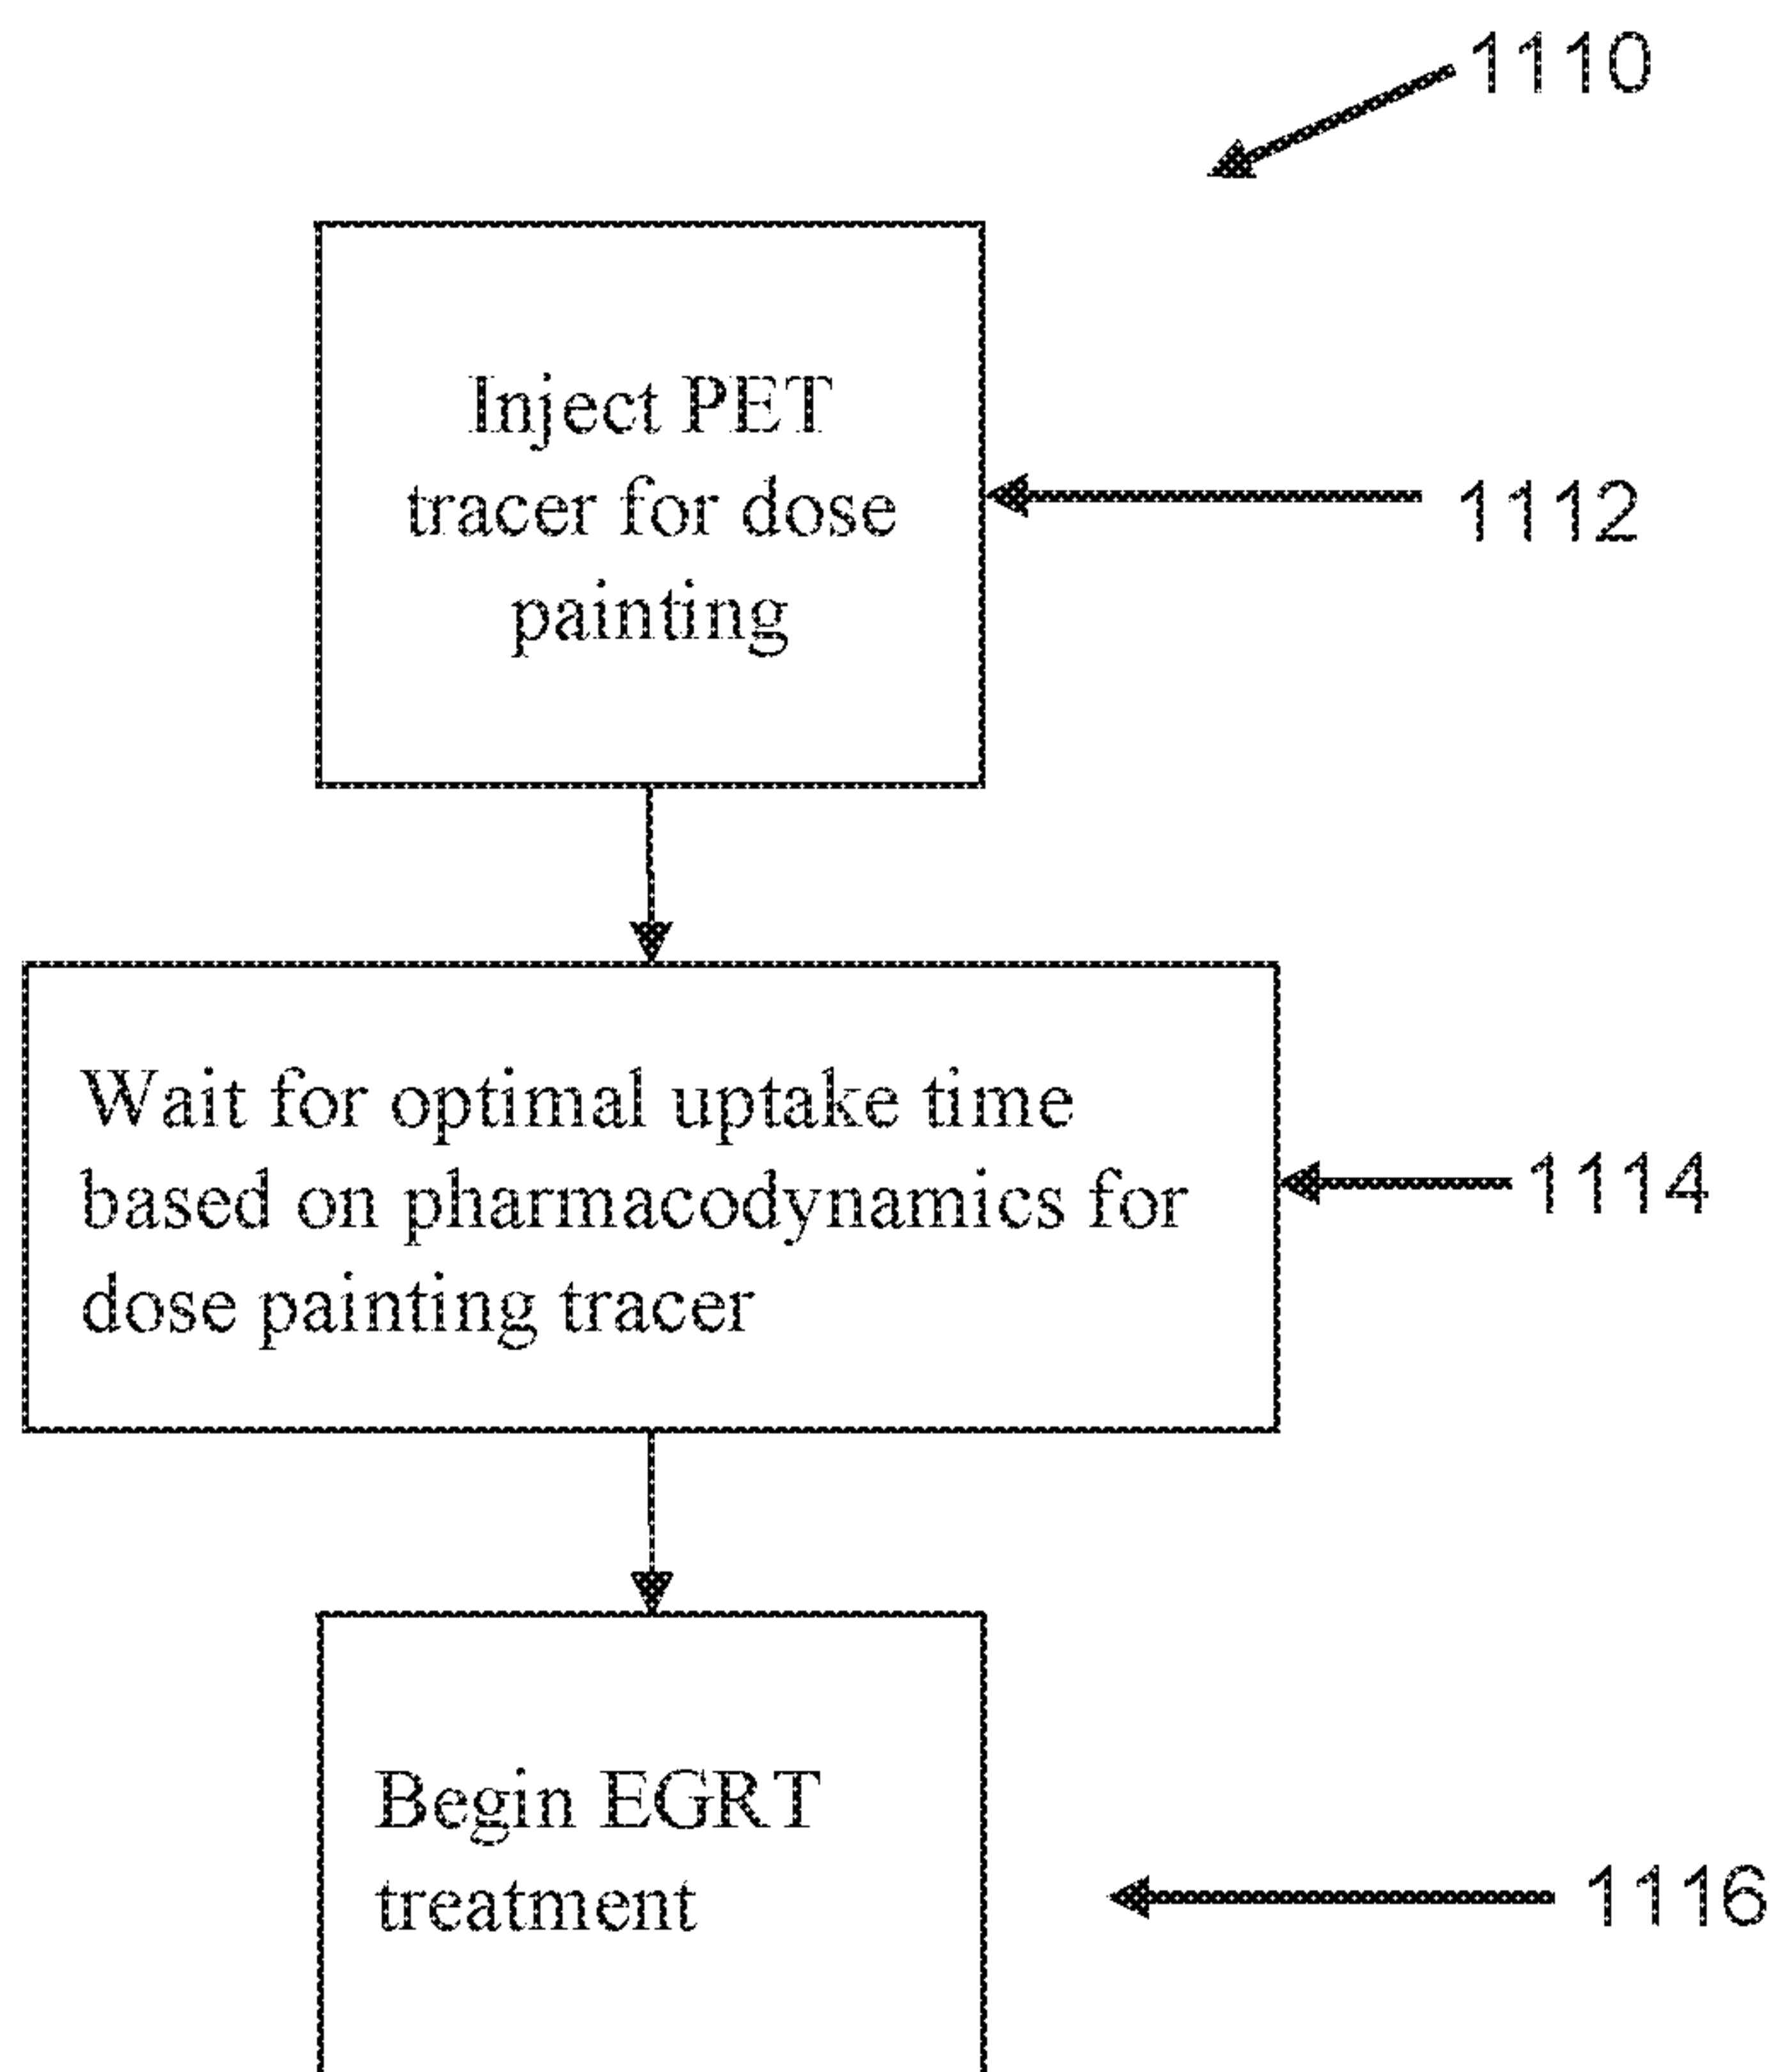 1110
Inject PET
tracer for dose
painting
1112
Wait for optimal uptake time
based on pharmacodynamics for
dose painting tracer
1114
Begin EGRT
treatment
1116